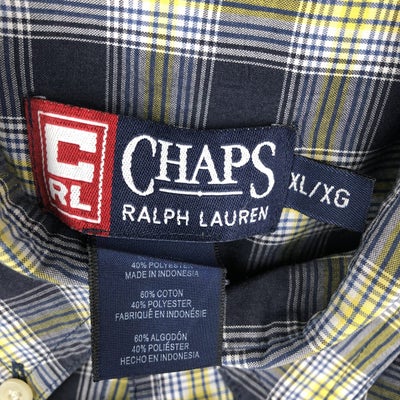 C
RL
CHAPS
RALPH LAUREN
XL/XG
40% POLYESTER
MADE IN INDONESIA
60% COTON
40% POLYESTER
FABRIQUÉ EN INDONÉSIE
60% ALGODÓN
40% POLIÉSTER
HECHO EN INDONESIA